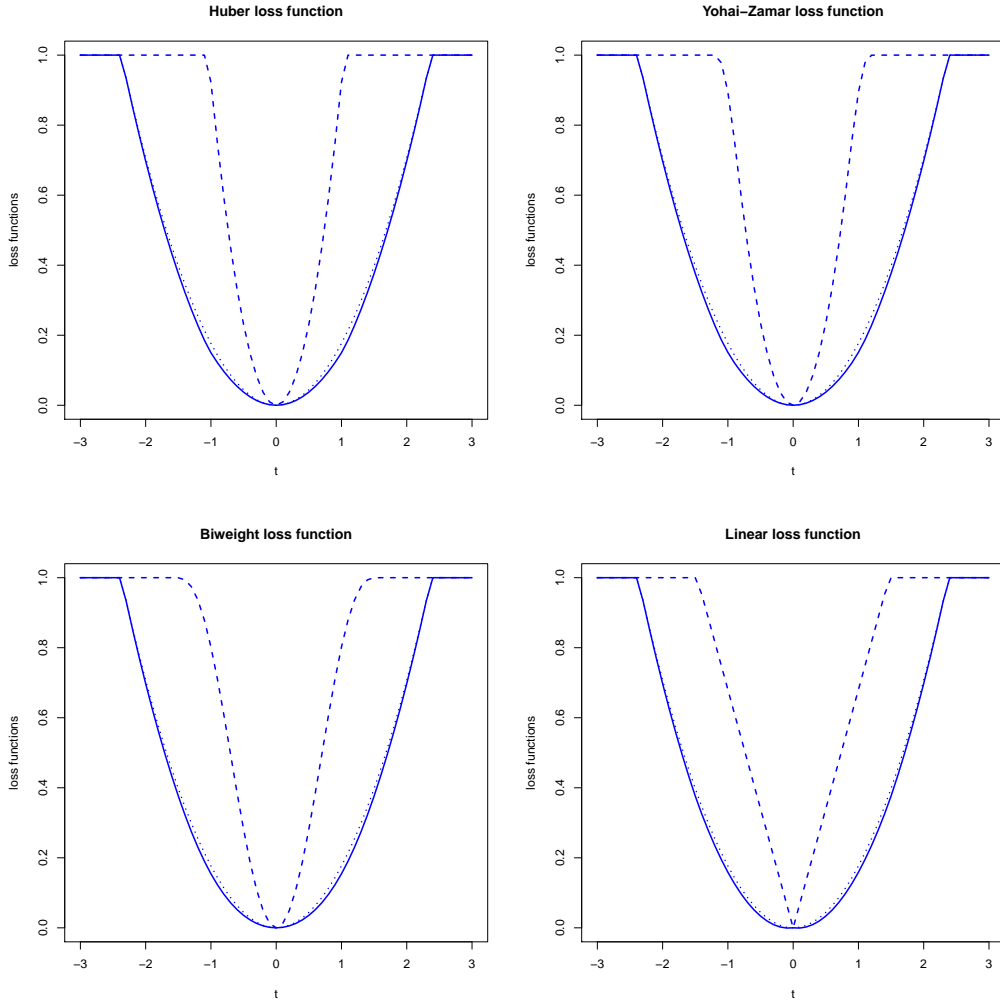 Huber loss function
loss functions
1.0
0.8
0.6
0.4
0.2
0.0
−3 −2 −1 0 1 2 3
t
Yohai−Zamar loss function
loss functions
1.0
0.8
0.6
0.4
0.2
0.0
−3 −2 −1 0 1 2 3
t
Biweight loss function
loss functions
1.0
0.8
0.6
0.4
0.2
0.0
−3 −2 −1 0 1 2 3
t
Linear loss function
loss functions
1.0
0.8
0.6
0.4
0.2
0.0
−3 −2 −1 0 1 2 3
t